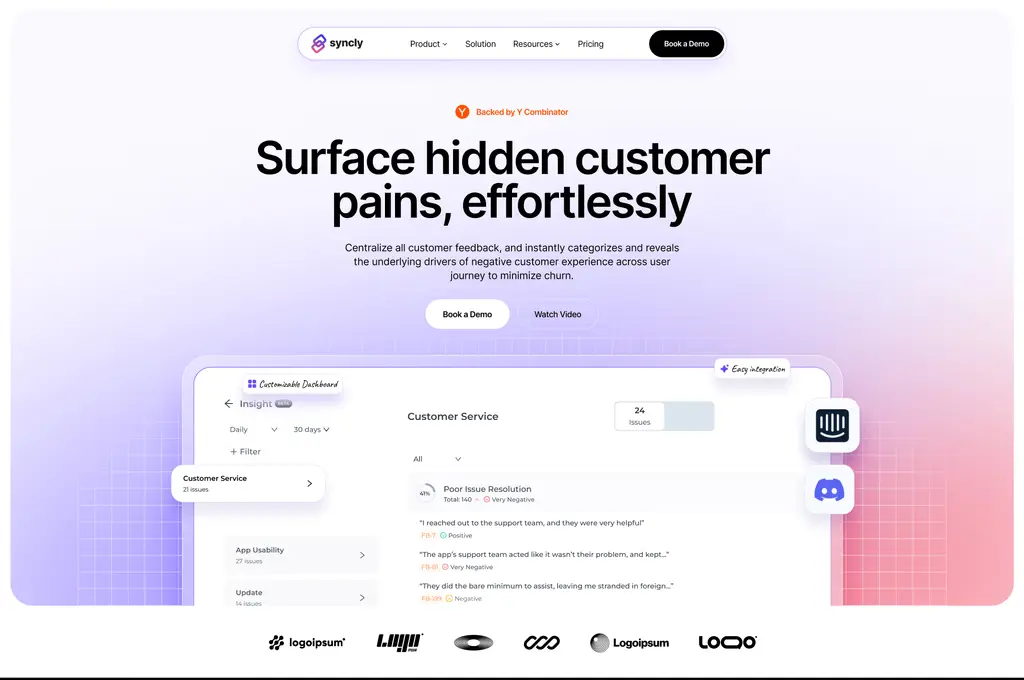 syncly
Product
Solution
Resources
Pricing
Book a Demo
Backed by Y Combinator
Surface hidden customer
pains, effortlessly
Centralize all customer feedback, and instantly categorizes and reveals
the underlying drivers of negative customer experience across user
journey to minimize churn.
Book a Demo
Watch Video
Customizable Dashboard
Easy integration
Insight BETA
Daily
30 days
+ Filter
Customer Service
21 issues
App Usability
27 issues
Update
14 issues
Customer Service
24
Issues
All
41%
Poor Issue Resolution
Total: 140
Very Negative
“I reached out to the support team, and they were very helpful”
FB-7 Positive
“The app’s support team acted like it wasn’t their problem, and kept...”
FB-81 Very Negative
“They did the bare minimum to assist, leaving me stranded in foreign...”
FB-199 Negative
logoipsum
LOGO
IPSUM
Logoipsum
LOGO